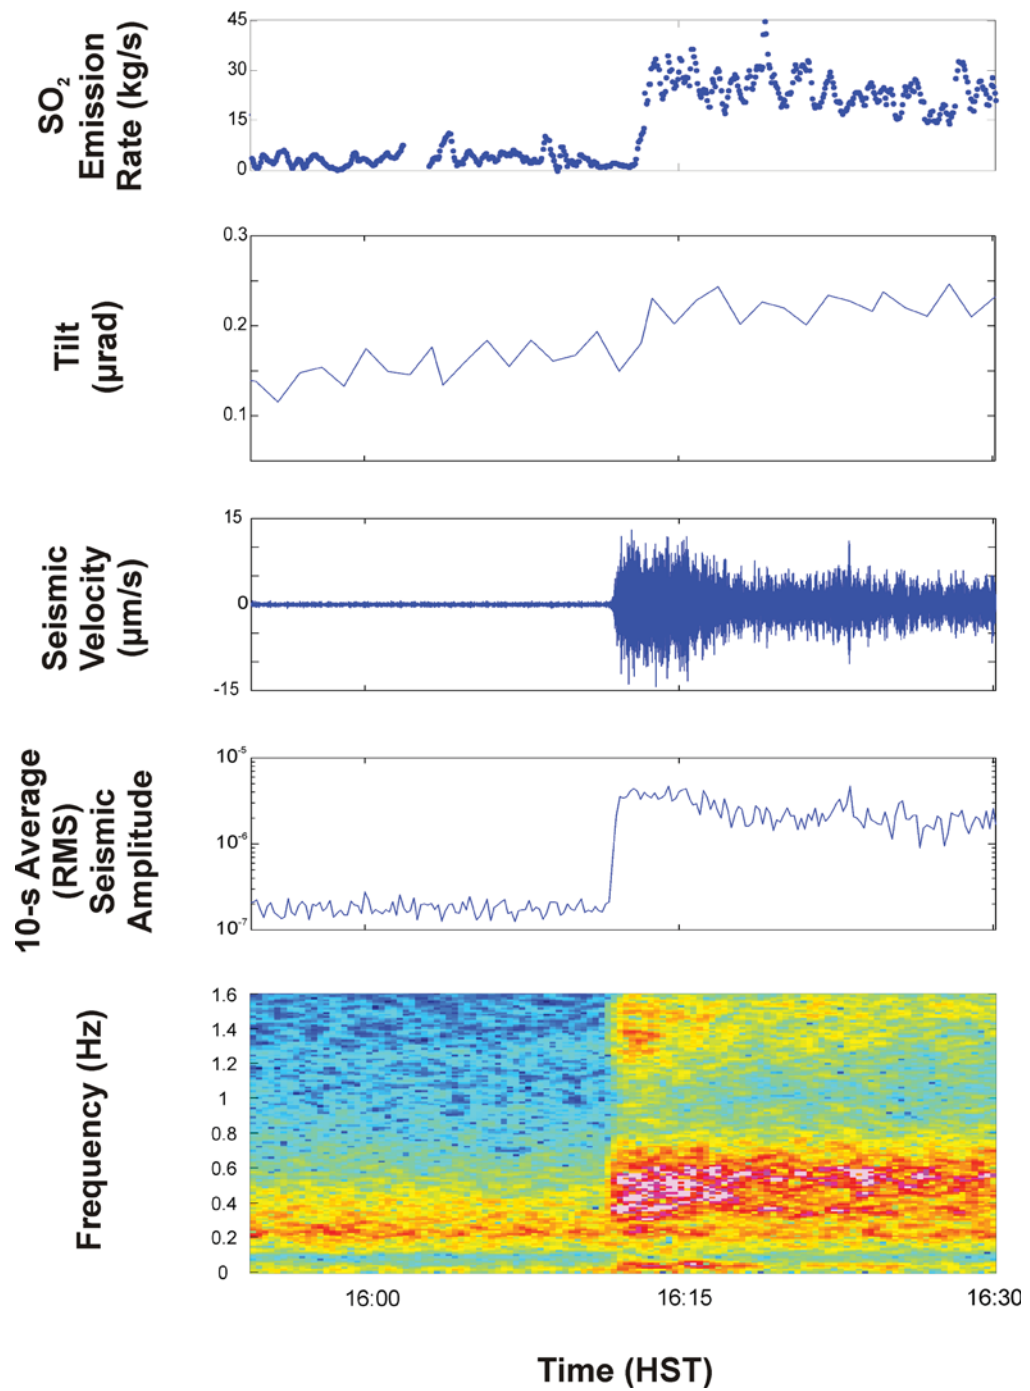 SO2
Emission
Rate (kg/s)
45
30
15
0
Tilt
(µrad)
0.3
0.2
0.1
Seismic
Velocity
(µm/s)
15
0
-15
10-s Average
(RMS)
Seismic
Amplitude
10-5
10-6
10-7
Frequency (Hz)
1.6
1.4
1.2
1
0.8
0.6
0.4
0.2
0
16:00
16:15
16:30
Time (HST)